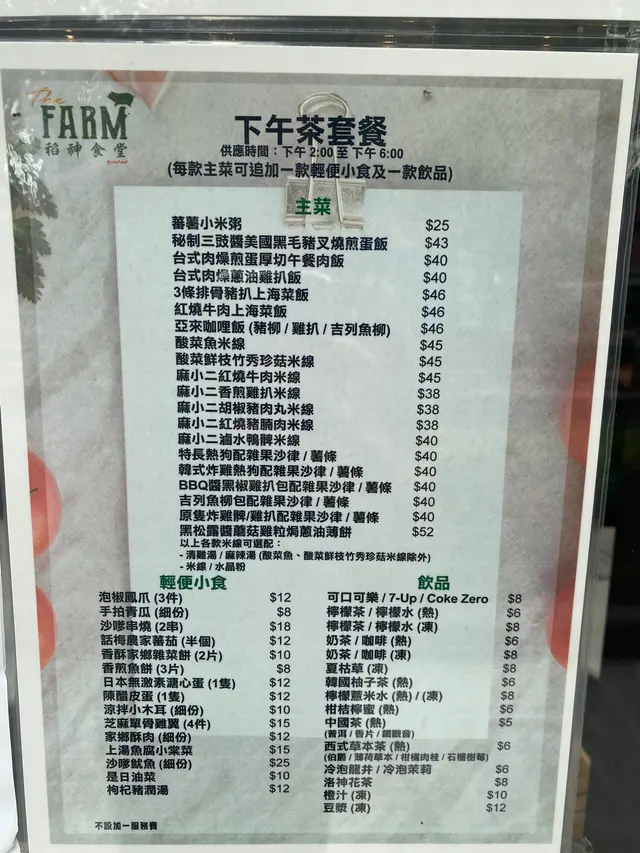 The
FARM
稻神食堂
下午茶套餐
供應時間：下午 2:00 至 下午 6:00
(每款主菜可追加一款輕便小食及一款飲品)
主菜
蕃薯小米粥 $25
秘制三豉醬美國黑毛豬叉燒煎蛋飯 $43
台式肉燥煎蛋厚切午餐肉飯 $40
台式肉燥蔥油雞扒飯 $40
3條排骨豬扒上海菜飯 $46
紅燒牛肉上海菜飯 $46
亞來咖哩飯 (豬柳 / 雞扒 / 吉列魚柳) $46
酸菜魚米線 $45
酸菜鮮枝竹秀珍菇米線 $45
麻小二紅燒牛肉米線 $45
麻小二香煎雞扒米線 $38
麻小二胡椒豬肉丸米線 $38
麻小二紅燒豬腩肉米線 $38
麻小二滷水鴨髀米線 $40
特長熱狗配雜果沙律 / 薯條 $40
韓式炸雞熱狗配雜果沙律 / 薯條 $40
BBQ醬黑椒雞扒包配雜果沙律 / 薯條 $40
吉列魚柳包配雜果沙律 / 薯條 $40
原隻炸雞髀/雞扒配雜果沙律 / 薯條 $40
黑松露醬蘑菇雞粒焗蔥油薄餅 $52
以上各款米線可選配：
- 清雞湯 / 麻辣湯 (酸菜魚、酸菜鮮枝竹秀珍菇米線除外)
- 米線 / 水晶粉
輕便小食
泡椒鳳爪 (3件) $12
手拍青瓜 (細份) $8
沙嗲串燒 (2串) $18
話梅農家蕃茄 (半個) $12
香酥家鄉雜菜餅 (2片) $10
香煎魚餅 (3片) $8
日本無激素溏心蛋 (1隻) $12
陳醋皮蛋 (1隻) $12
涼拌小木耳 (細份) $10
芝麻單骨雞翼 (4件) $15
家鄉酥肉 (細份) $12
上湯魚腐小棠菜 $15
沙嗲魷魚 (細份) $25
是日油菜 $10
枸杞豬潤湯 $12
飲品
可口可樂 / 7-Up / Coke Zero $8
檸檬茶 / 檸檬水 (熱) $6
檸檬茶 / 檸檬水 (凍) $8
奶茶 / 咖啡 (熱) $6
奶茶 / 咖啡 (凍) $8
夏枯草 (凍) $8
韓國柚子茶 (熱) $6
檸檬薏米水 (熱) / (凍) $8
柑桔檸蜜 (熱) $6
中國茶 (熱) $5
(普洱 / 香片 / 鐵觀音)
西式草本茶 (熱) $6
(伯爵 / 薄荷草本 / 柑橘肉桂 / 石榴樹莓)
冷泡龍井 / 冷泡茉莉 $6
洛神花茶 $8
橙汁 (凍) $10
豆漿 (凍) $12
不設加一服務費